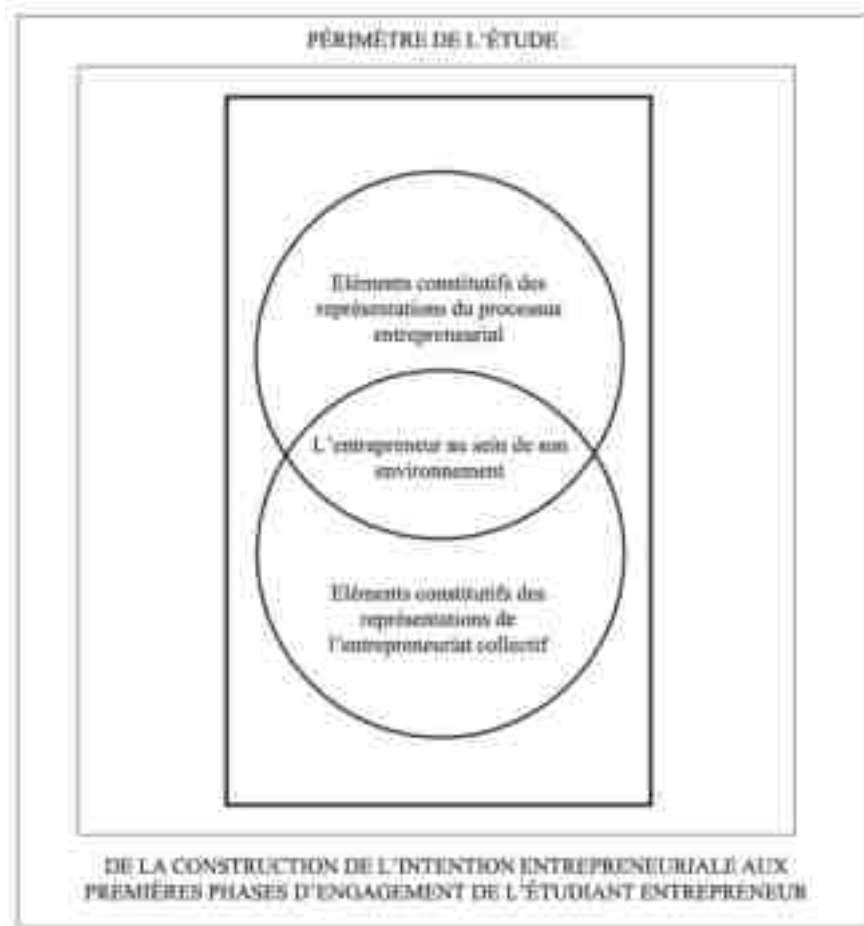 PÉRIMÈTRE DE L'ÉTUDE :
Eléments constitutifs des
représentations du processus
entrepreneurial
L'entrepreneur au sein de son
environnement
Eléments constitutifs des
représentations de
l'entrepreneuriat collectif
DE LA CONSTRUCTION DE L'INTENTION ENTREPRENEURIALE AUX
PREMIÈRES PHASES D'ENGAGEMENT DE L'ÉTUDIANT ENTREPRENEUR